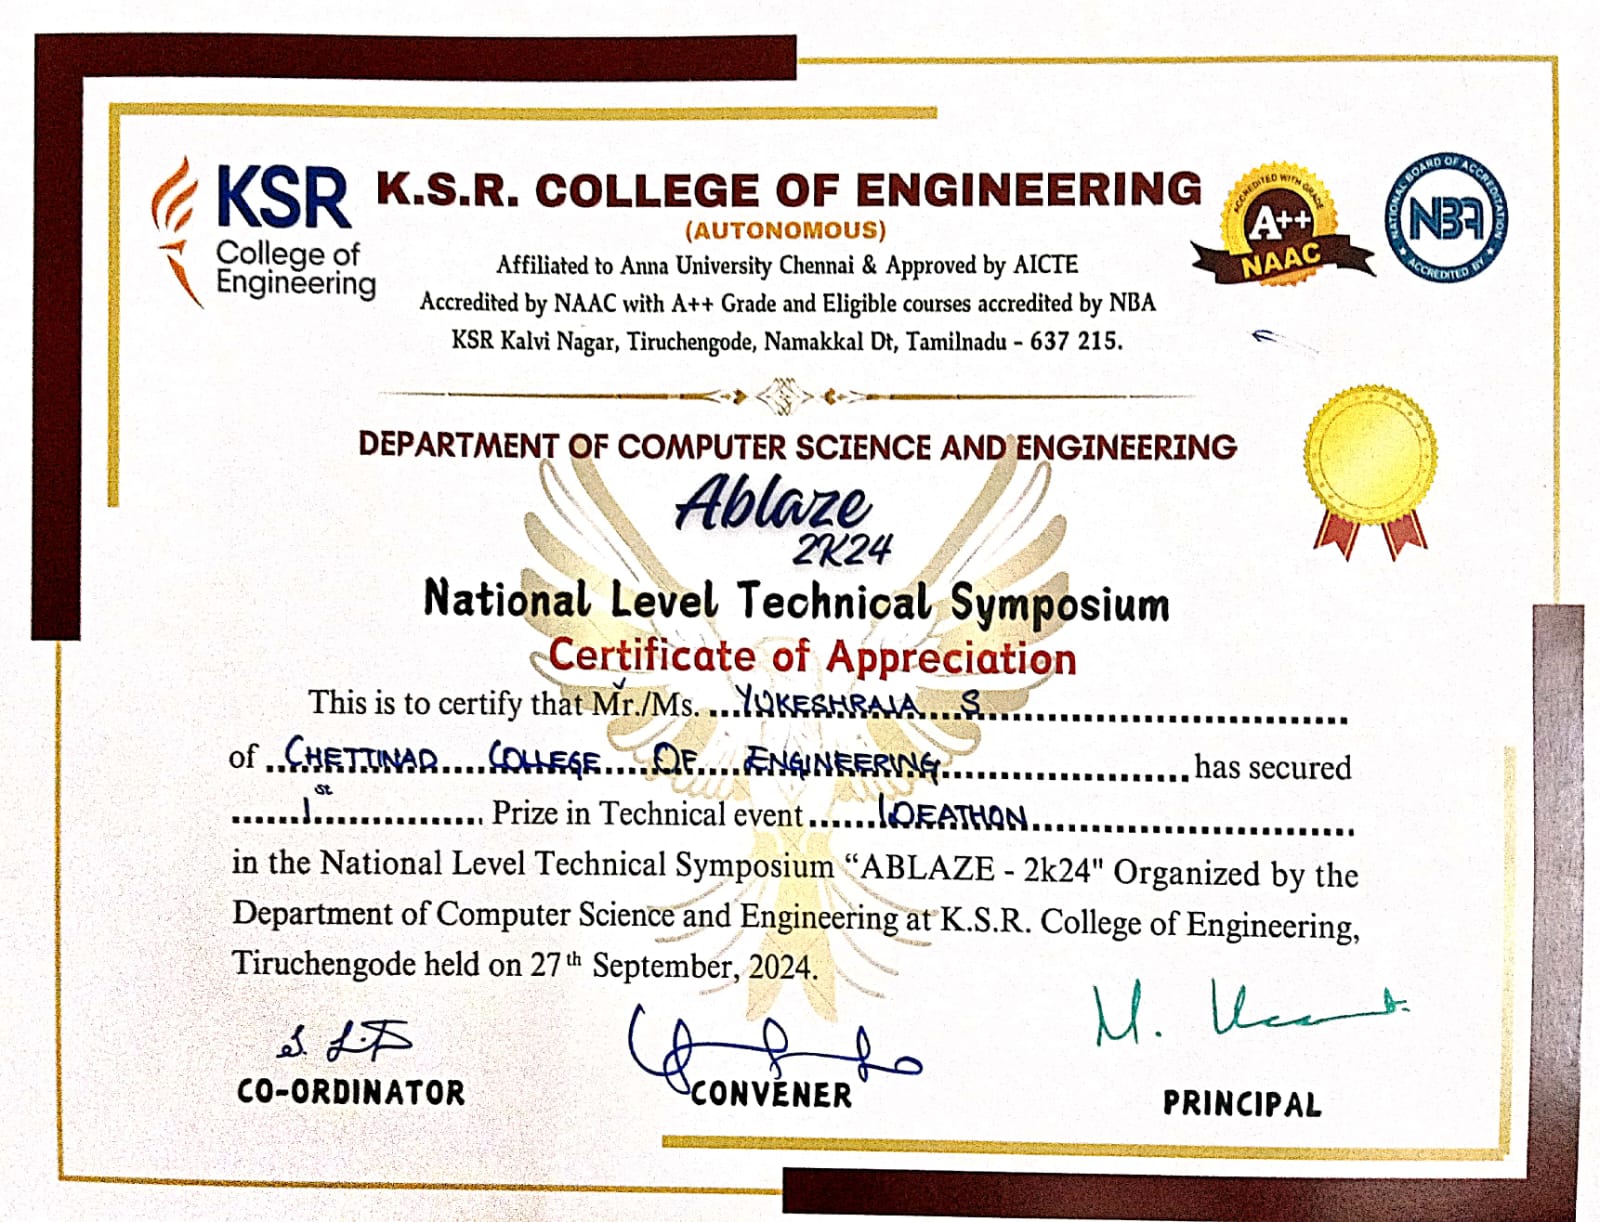 KSR
College of
Engineering
K.S.R. COLLEGE OF ENGINEERING
(AUTONOMOUS)
Affiliated to Anna University Chennai & Approved by AICTE
Accredited by NAAC with A++ Grade and Eligible courses accredited by NBA
KSR Kalvi Nagar, Tiruchengode, Namakkal Dt, Tamilnadu - 637 215.
ACCREDITED WITH GRADE
A++
NAAC
NATIONAL BOARD OF ACCREDITATION
NBA
ACCREDITED BY
DEPARTMENT OF COMPUTER SCIENCE AND ENGINEERING
Ablaze
2K24
National Level Technical Symposium
Certificate of Appreciation
This is to certify that Mr./Ms. ...YUKESHRAJA....S..............................
of ..CHETTINAD....COLLEGE....OF....ENGINEERING...................... has secured
......1st............... Prize in Technical event......IDEATHON..............................
in the National Level Technical Symposium “ABLAZE - 2k24" Organized by the
Department of Computer Science and Engineering at K.S.R. College of Engineering,
Tiruchengode held on 27th September, 2024.
CO-ORDINATOR
CONVENER
PRINCIPAL